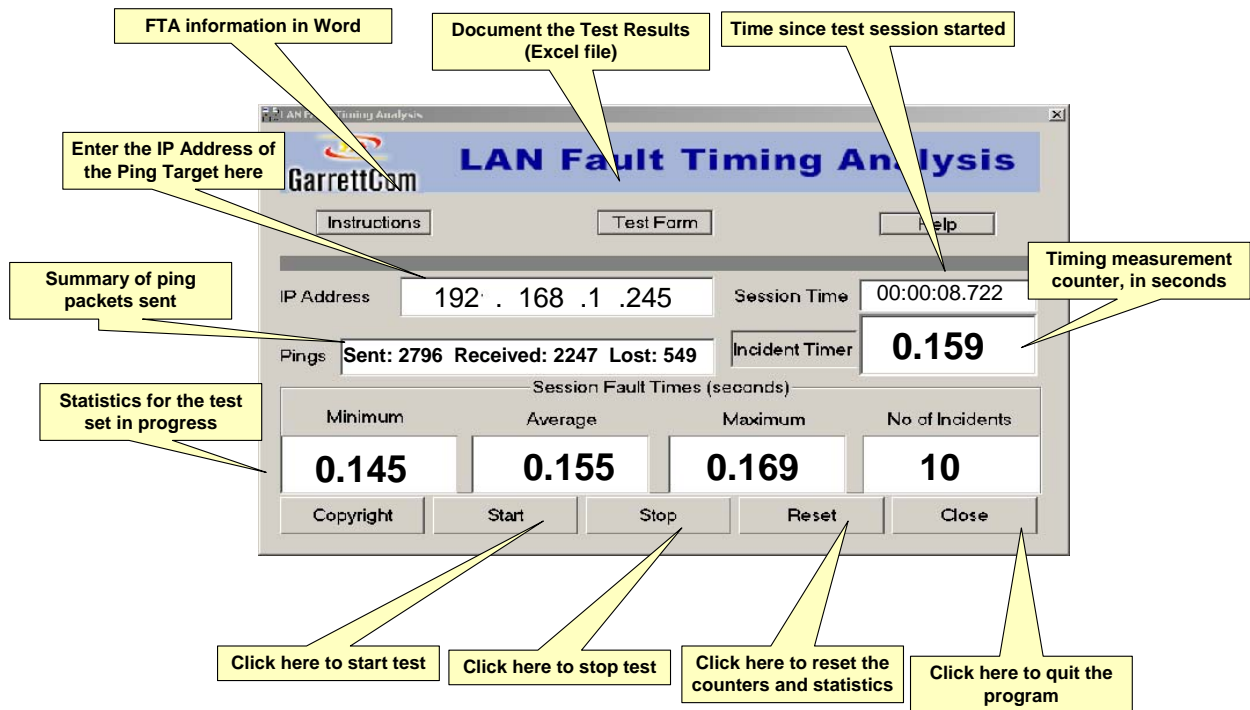 FTA information in Word
Document the Test Results
(Excel file)
Time since test session started
LAN Fault Timing Analysis
Enter the IP Address of
the Ping Target here
GarrettCom
LAN Fault Timing Analysis
Instructions
Test Form
Help
Summary of ping
packets sent
Timing measurement
counter, in seconds
IP Address
192 . 168 .1 .245
Session Time
00:00:08.722
Pings
Sent: 2796 Received: 2247 Lost: 549
Incident Timer
0.159
Statistics for the test
set in progress
Session Fault Times (seconds)
Minimum
Average
Maximum
No of Incidents
0.145
0.155
0.169
10
Copyright
Start
Stop
Reset
Close
Click here to start test
Click here to stop test
Click here to reset the
counters and statistics
Click here to quit the
program